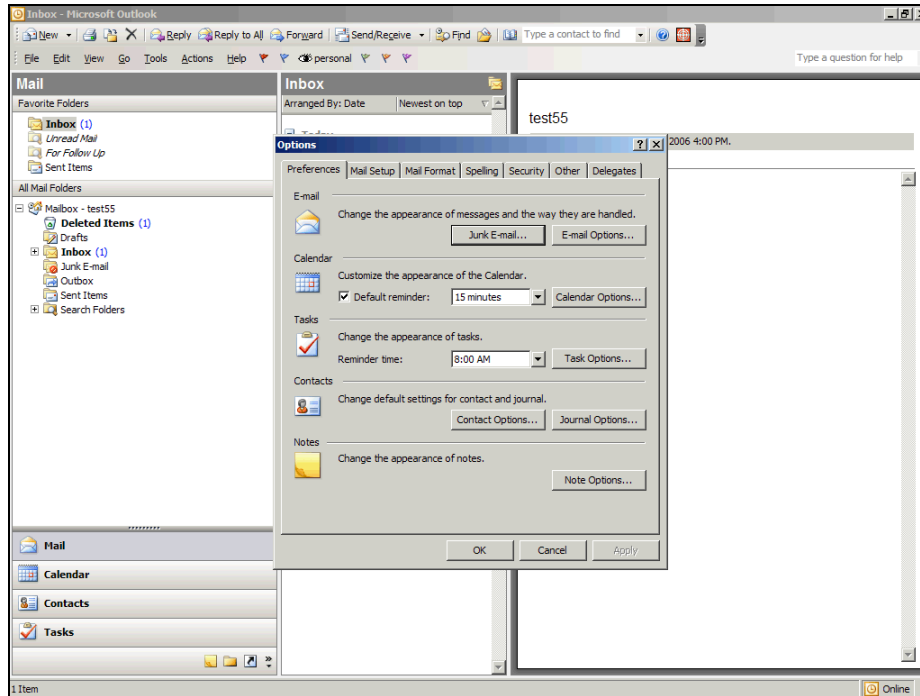 Inbox - Microsoft Outlook
New Reply Reply to All Forward Send/Receive Find Type a contact to find
File Edit View Go Tools Actions Help personal Type a question for help
Mail
Favorite Folders
Inbox (1)
Unread Mail
For Follow Up
Sent Items
All Mail Folders
Mailbox - test55
Deleted Items (1)
Drafts
Inbox (1)
Junk E-mail
Outbox
Sent Items
Search Folders
Mail
Calendar
Contacts
Tasks
Inbox
Arranged By: Date Newest on top
Today
test55
2006 4:00 PM.
Options
Preferences Mail Setup Mail Format Spelling Security Other Delegates
E-mail
Change the appearance of messages and the way they are handled.
Junk E-mail... E-mail Options...
Calendar
Customize the appearance of the Calendar.
Default reminder: 15 minutes Calendar Options...
Tasks
Change the appearance of tasks.
Reminder time: 8:00 AM Task Options...
Contacts
Change default settings for contact and journal.
Contact Options... Journal Options...
Notes
Change the appearance of notes.
Note Options...
OK Cancel Apply
1 Item Online